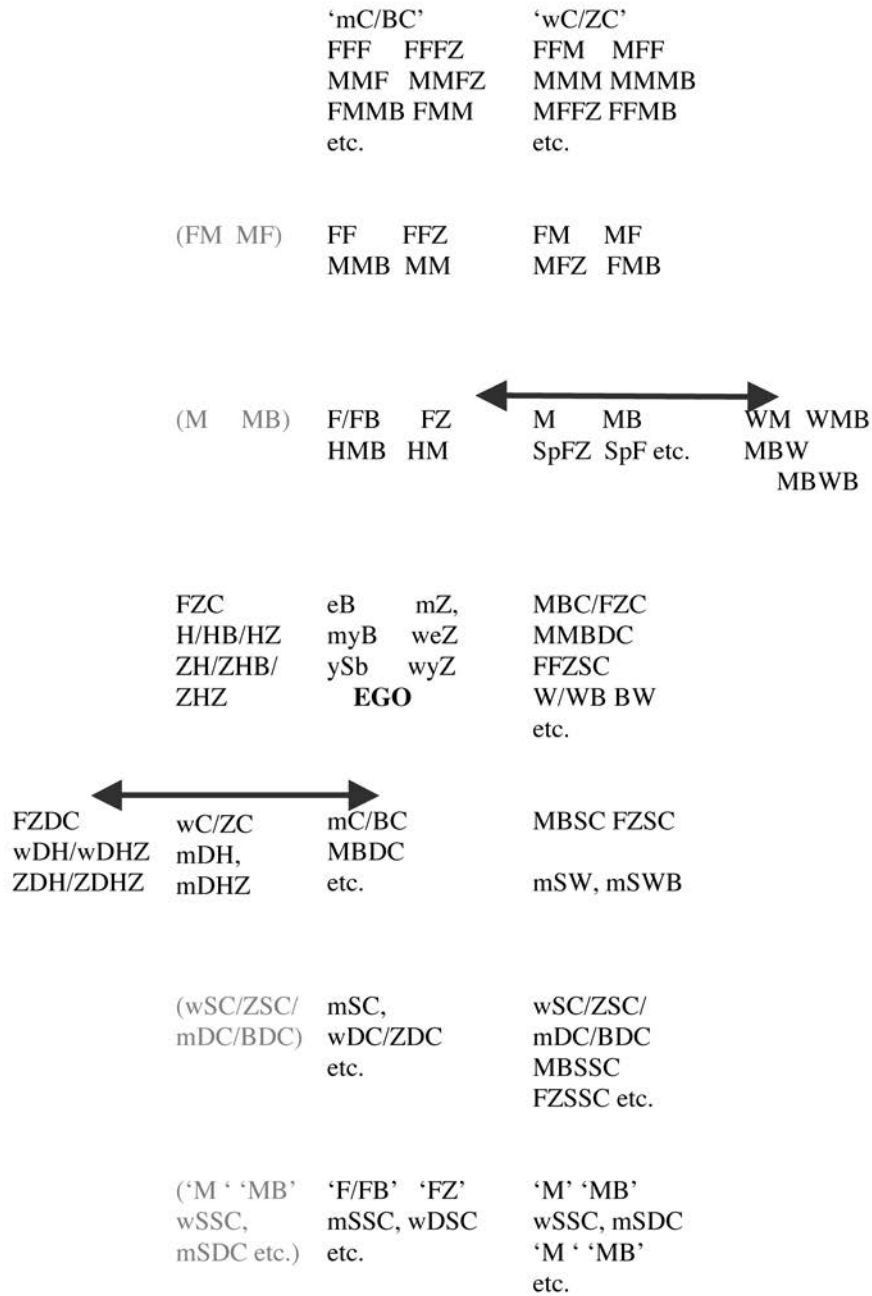 ‘mC/BC’ ‘wC/ZC’
FFF FFFZ FFM MFF
MMF MMFZ MMM MMMB
FMMB FMM MFFZ FFMB
etc. etc.
(FM MF) FF FFZ FM MF
MMB MM MFZ FMB
(M MB) F/FB FZ M MB WM WMB
HMB HM SpFZ SpF etc. MBW
MBWB
FZC eB mZ, MBC/FZC
H/HB/HZ myB weZ MMBDC
ZH/ZHB/ ySb wyZ FFZSC
ZHZ EGO W/WB BW
etc.
FZDC wC/ZC mC/BC MBSC FZSC
wDH/wDHZ mDH, MBDC
ZDH/ZDHZ mDHZ etc. mSW, mSWB
(wSC/ZSC/ mSC, wSC/ZSC/
mDC/BDC) wDC/ZDC mDC/BDC
etc. MBSSC
FZSSC etc.
(‘M ‘ ‘MB’ ‘F/FB’ ‘FZ’ ‘M’ ‘MB’
wSSC, mSSC, wDSC wSSC, mSDC
mSDC etc.) etc. ‘M ‘ ‘MB’
etc.